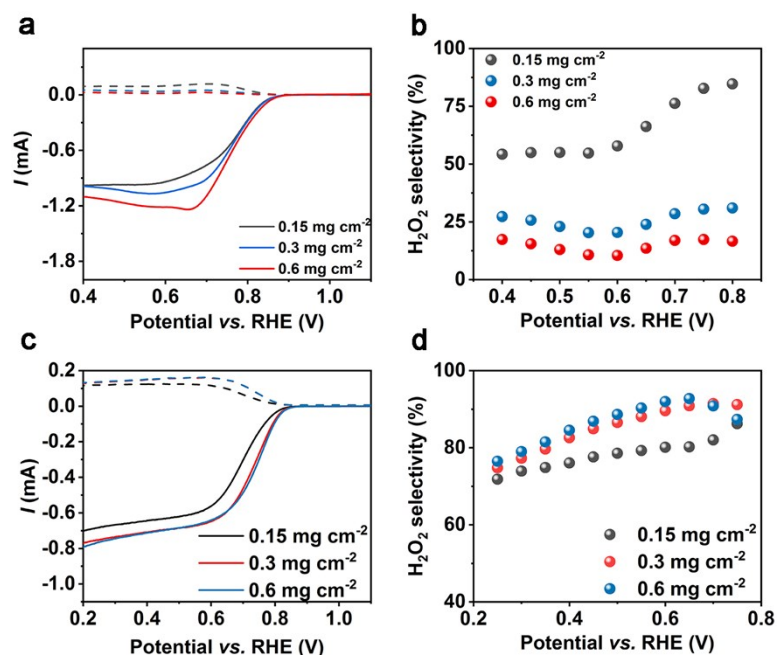 a
I (mA)
0.0
-0.6
-1.2
-1.8
0.4 0.6 0.8 1.0
Potential vs. RHE (V)
0.15 mg cm⁻²
0.3 mg cm⁻²
0.6 mg cm⁻²
b
H₂O₂ selectivity (%)
100
75
50
25
0
0.4 0.5 0.6 0.7 0.8
Potential vs. RHE (V)
0.15 mg cm⁻²
0.3 mg cm⁻²
0.6 mg cm⁻²
c
I (mA)
0.2
0.0
-0.2
-0.4
-0.6
-0.8
-1.0
0.2 0.4 0.6 0.8 1.0
Potential vs. RHE (V)
0.15 mg cm⁻²
0.3 mg cm⁻²
0.6 mg cm⁻²
d
H₂O₂ selectivity (%)
100
80
60
40
0.2 0.4 0.6 0.8
Potential vs. RHE (V)
0.15 mg cm⁻²
0.3 mg cm⁻²
0.6 mg cm⁻²